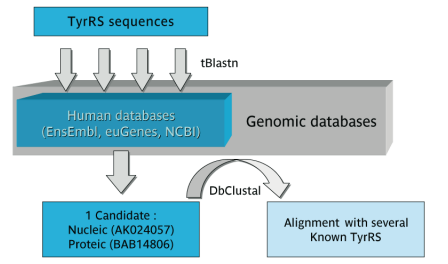 TyrRS sequences
tBlastn
Human databases
(EnsEmbl, euGenes, NCBI)
Genomic databases
DbClustal
1 Candidate :
Nucleic (AK024057)
Proteic (BAB14806)
Alignment with several
Known TyrRS